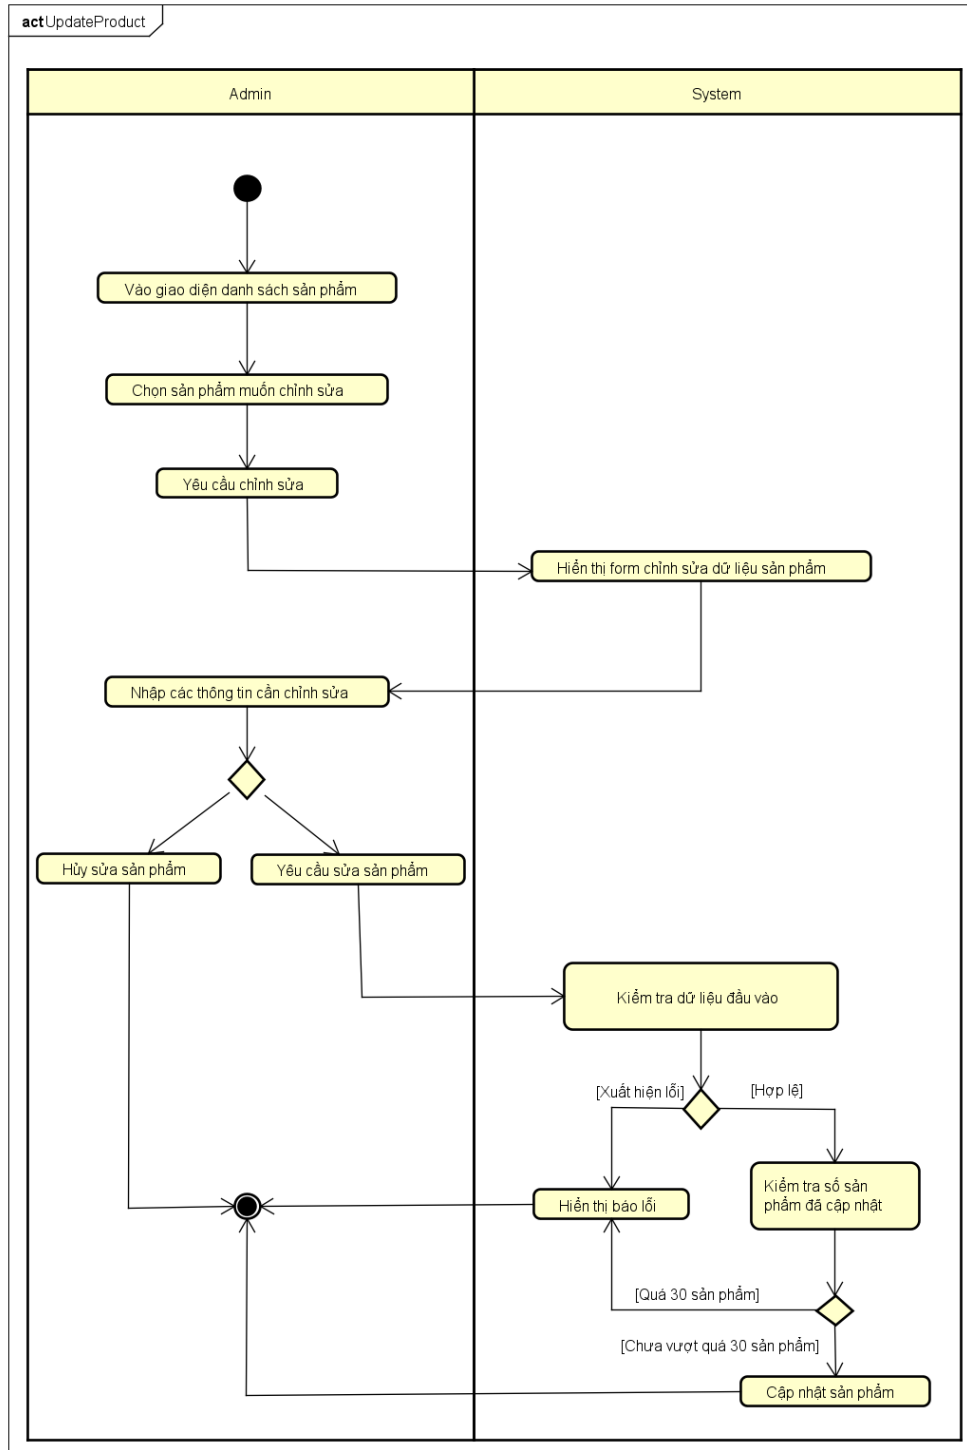 act UpdateProduct
Admin
System
Vào giao diện danh sách sản phẩm
Chọn sản phẩm muốn chỉnh sửa
Yêu cầu chỉnh sửa
Hiển thị form chỉnh sửa dữ liệu sản phẩm
Nhập các thông tin cần chỉnh sửa
Hủy sửa sản phẩm
Yêu cầu sửa sản phẩm
Kiểm tra dữ liệu đầu vào
[Xuất hiện lỗi]
[Hợp lệ]
Kiểm tra số sản
phẩm đã cập nhật
Hiển thị báo lỗi
[Quá 30 sản phẩm]
[Chưa vượt quá 30 sản phẩm]
Cập nhật sản phẩm